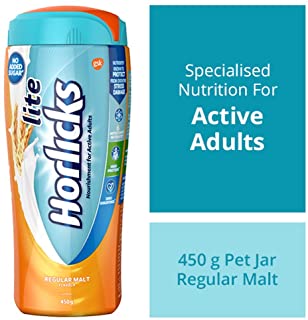 NO
ADDED
SUGAR*
gsk
lite
Horlicks
Nourishment for Active Adults
REGULAR MALT
450g
Specialised
Nutrition For
Active
Adults
450 g Pet Jar
Regular Malt